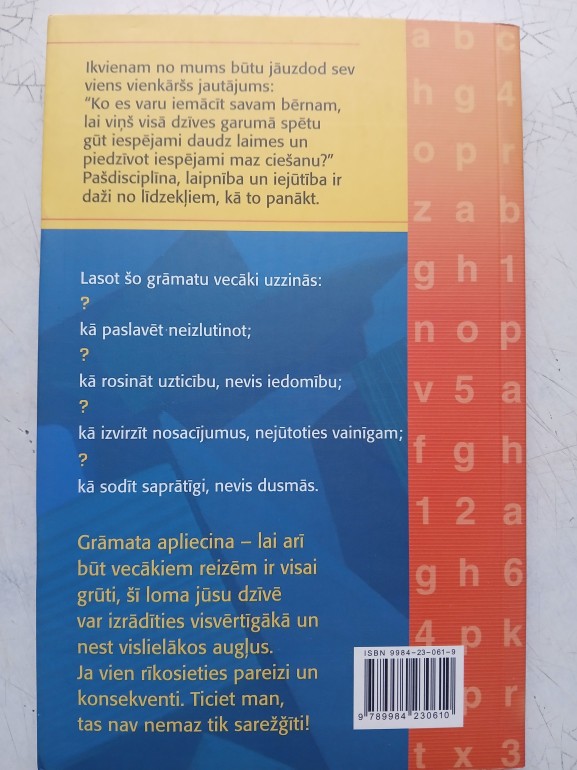 Ikvienam no mums būtu jāuzdod sev
viens vienkāršs jautājums:
"Ko es varu iemācīt savam bērnam,
lai viņš visā dzīves garumā spētu
gūt iespējami daudz laimes un
piedzīvot iespējami maz ciešanu?"
Pašdisciplīna, laipnība un iejūtība ir
daži no līdzekļiem, kā to panākt.
Lasot šo grāmatu vecāki uzzinās:
?
kā paslavēt neizlutinot;
?
kā rosināt uzticību, nevis iedomību;
?
kā izvirzīt nosacījumus, nejūtoties vainīgam;
?
kā sodīt saprātīgi, nevis dusmās.
Grāmata apliecina – lai arī
būt vecākiem reizēm ir visai
grūti, šī loma jūsu dzīvē
var izrādīties visvērtīgākā un
nest vislielākos augļus.
Ja vien rīkosieties pareizi un
konsekventi. Ticiet man,
tas nav nemaz tik sarežģīti!
a b c
h g 4
o p r
z a b
g h 1
n o p
v 5 a
f g h
1 2 a
g h 6
4 p k
p r
t x 3
ISBN 9984-23-061-9
9 789984 230610